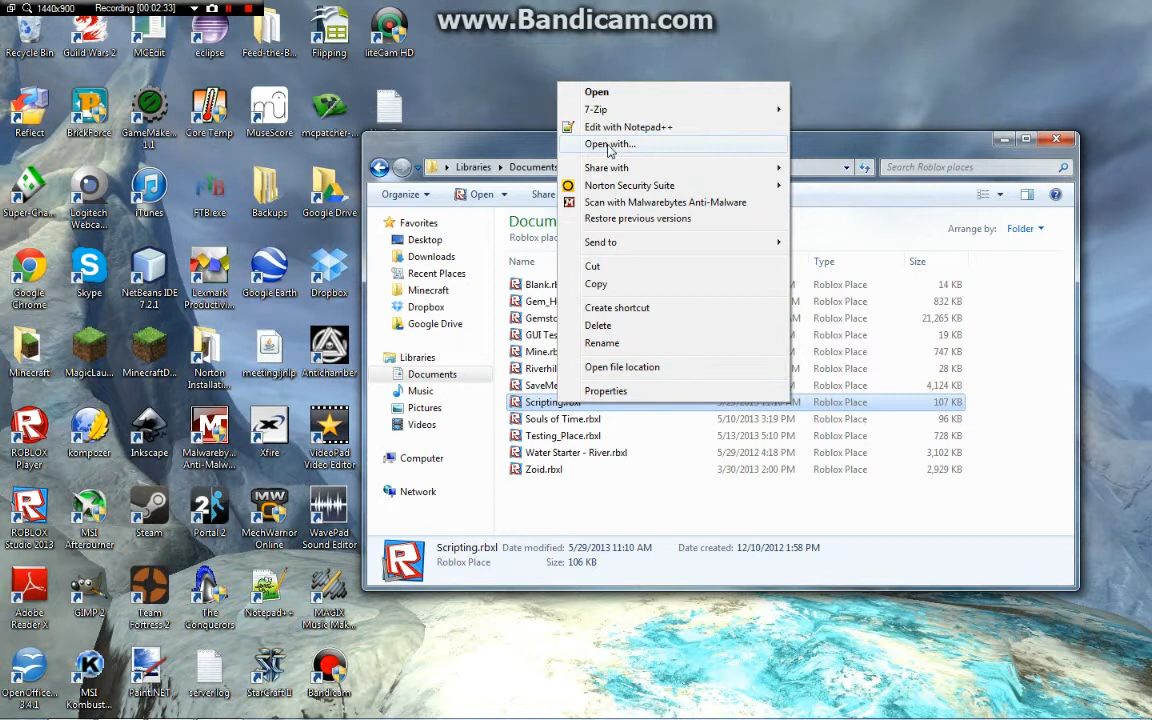 1440x900 Recording [00:02:33]
www.Bandicam.com
Recycle Bin
Guild Wars 2
MCEdit
eclipse
Feed-the-B...
Flipping
liteCam HD
Reflect
BrickForce
GameMake...
1.1
Core Temp
MuseScore
mcpatcher-...
Super-Cha...
Logitech
Webca...
iTunes
FTB.exe
Backups
Google Drive
Google
Chrome
Skype
NetBeans IDE
7.2.1
Lexmark
Productivi...
Google Earth
Dropbox
Minecraft
MagicLau...
MinecraftD...
Norton
Installati...
meetingjnlp
Antichamber
ROBLOX
Player
kompozer
Inkscape
Malwareby...
Anti-Malw...
Xfire
VideoPad
Video Editor
ROBLOX
Studio 2013
MSI
Afterburner
Steam
Portal 2
MechWarrior
Online
WavePad
Sound Editor
Adobe
Reader X
GIMP 2
Team
Fortress 2
The
Conquerors
Notepad++
MAGIX
Music Mak...
OpenOffice...
3.4.1
MSI
Kombust...
Paint.NET
serverlog
StarCraft II
Bandicam
Libraries
Documents
Search Roblox places
Organize
Open
Share
Favorites
Desktop
Downloads
Recent Places
Minecraft
Dropbox
Google Drive
Libraries
Documents
Music
Pictures
Videos
Computer
Network
Docum
Roblox plac
Arrange by: Folder
Name Type Size
Blank.rb Roblox Place 14 KB
Gem_H M Roblox Place 832 KB
Gemsto M Roblox Place 21,265 KB
GUI Tes Roblox Place 19 KB
Mine.rb M Roblox Place 747 KB
Riverhil M Roblox Place 28 KB
SaveMe Roblox Place 4,124 KB
Scripting.rbxl 5/29/2013 11:10 AM Roblox Place 107 KB
Souls of Time.rbxl 5/10/2013 3:19 PM Roblox Place 96 KB
Testing_Place.rbxl 5/13/2013 5:10 PM Roblox Place 728 KB
Water Starter - River.rbxl 5/29/2012 4:18 PM Roblox Place 3,102 KB
Zoid.rbxl 3/30/2013 2:00 PM Roblox Place 2,929 KB
Open
7-Zip
Edit with Notepad++
Open with...
Share with
Norton Security Suite
Scan with Malwarebytes Anti-Malware
Restore previous versions
Send to
Cut
Copy
Create shortcut
Delete
Rename
Open file location
Properties
Scripting.rbxl Date modified: 5/29/2013 11:10 AM Date created: 12/10/2012 1:58 PM
Roblox Place Size: 106 KB